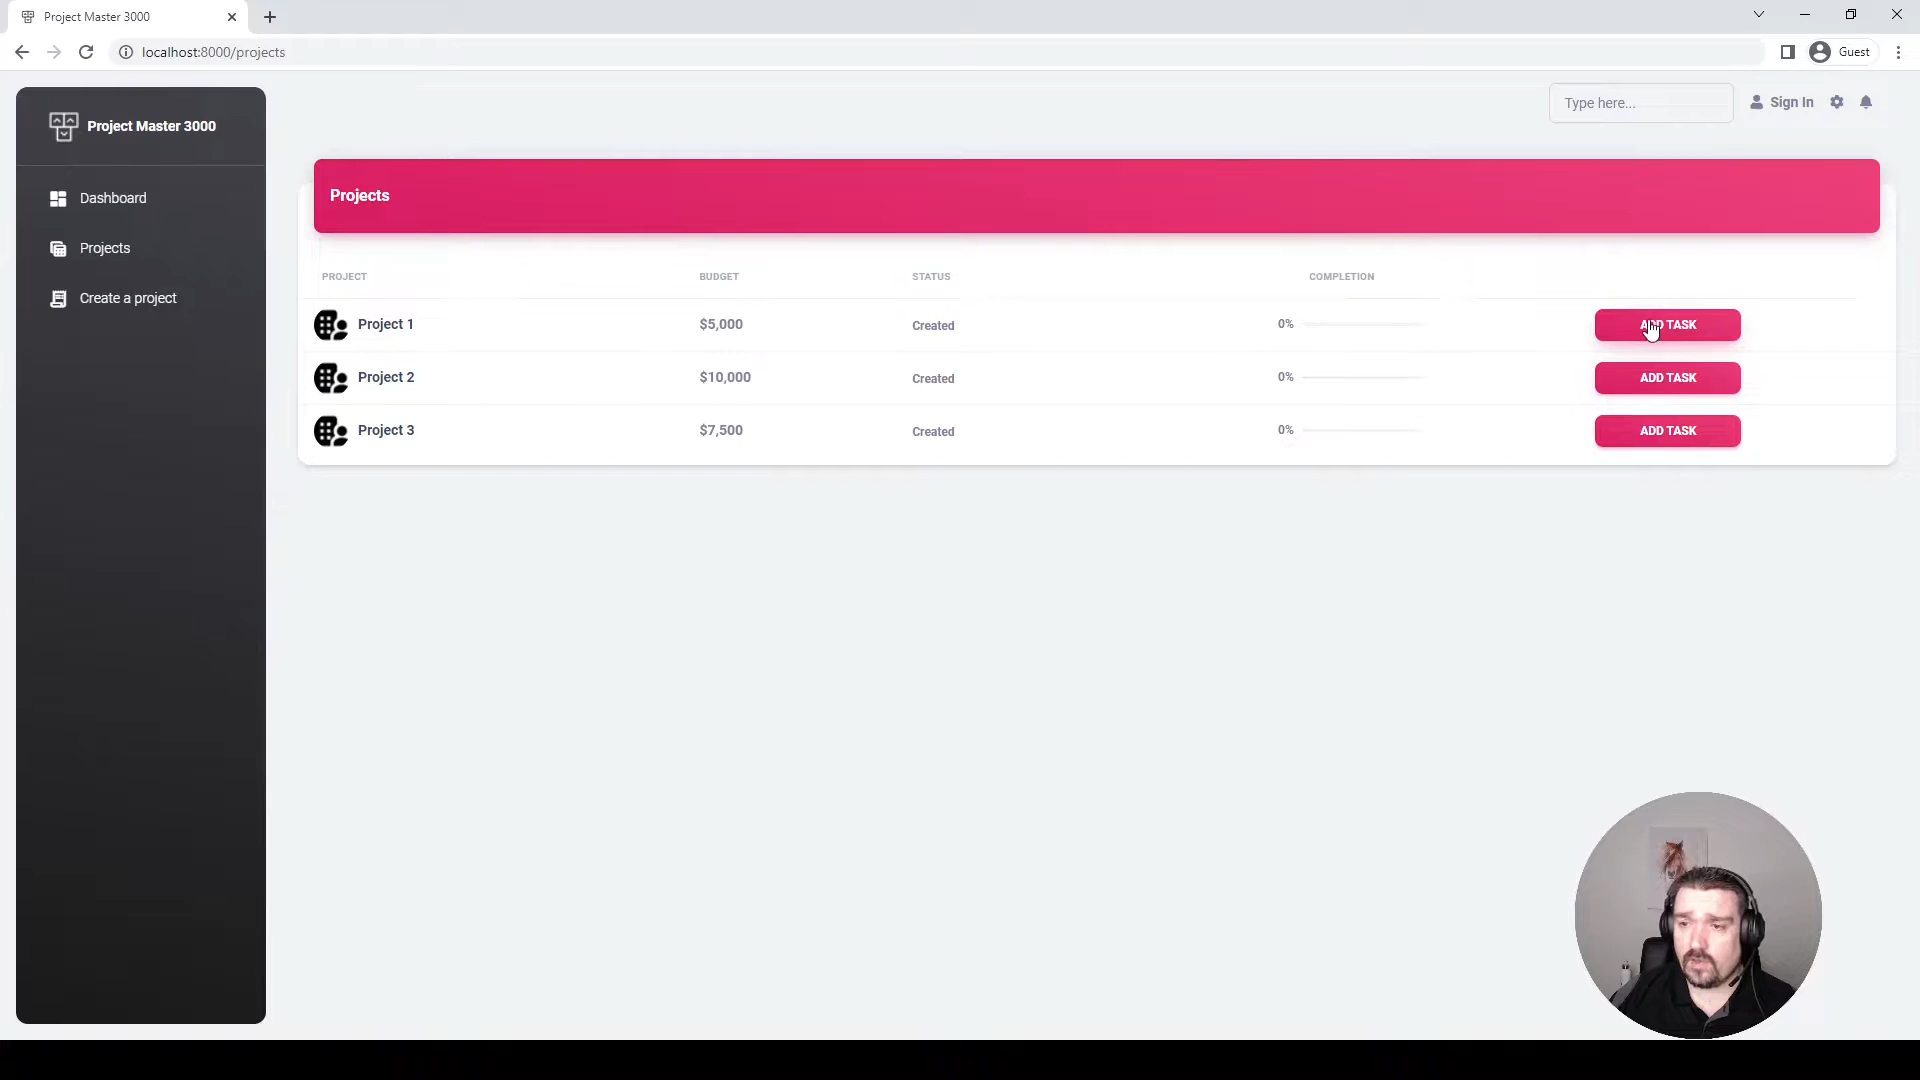 Project Master 3000
localhost:8000/projects
Guest
Project Master 3000
Type here...
Sign In
Dashboard
Projects
Create a project
Projects
PROJECT BUDGET STATUS COMPLETION
Project 1 $5,000 Created 0% ADD TASK
Project 2 $10,000 Created 0% ADD TASK
Project 3 $7,500 Created 0% ADD TASK